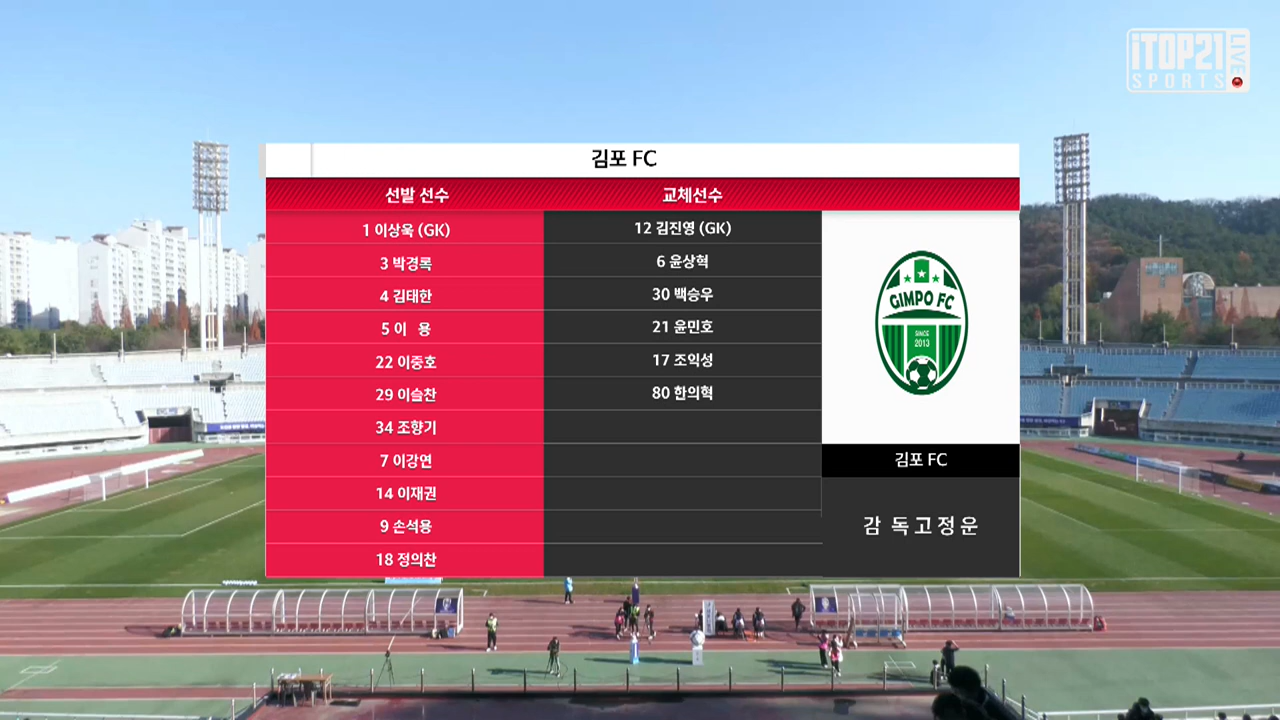 iTOP21
SPORTS
LIVE
김포 FC
선발 선수
교체선수
1 이상욱 (GK)
12 김진영 (GK)
3 박경록
6 윤상혁
4 김태한
30 백승우
5 이 용
21 윤민호
22 이중호
17 조익성
29 이슬찬
80 한의혁
34 조향기
7 이강연
14 이재권
9 손석용
18 정의찬
GIMPO FC
SINCE
2013
김포 FC
감 독 고 정 운